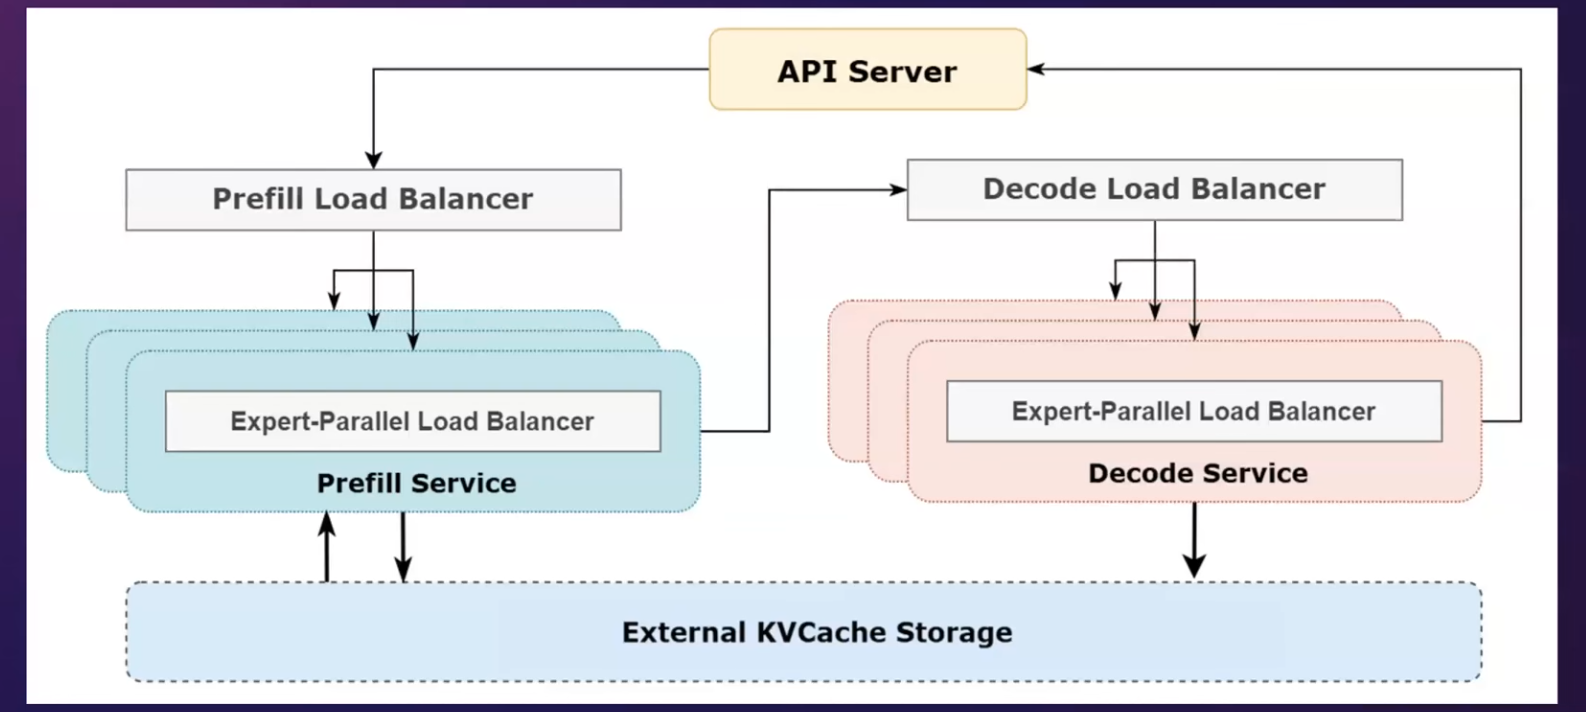 API Server
Prefill Load Balancer
Decode Load Balancer
Expert-Parallel Load Balancer
Prefill Service
Expert-Parallel Load Balancer
Decode Service
External KVCache Storage